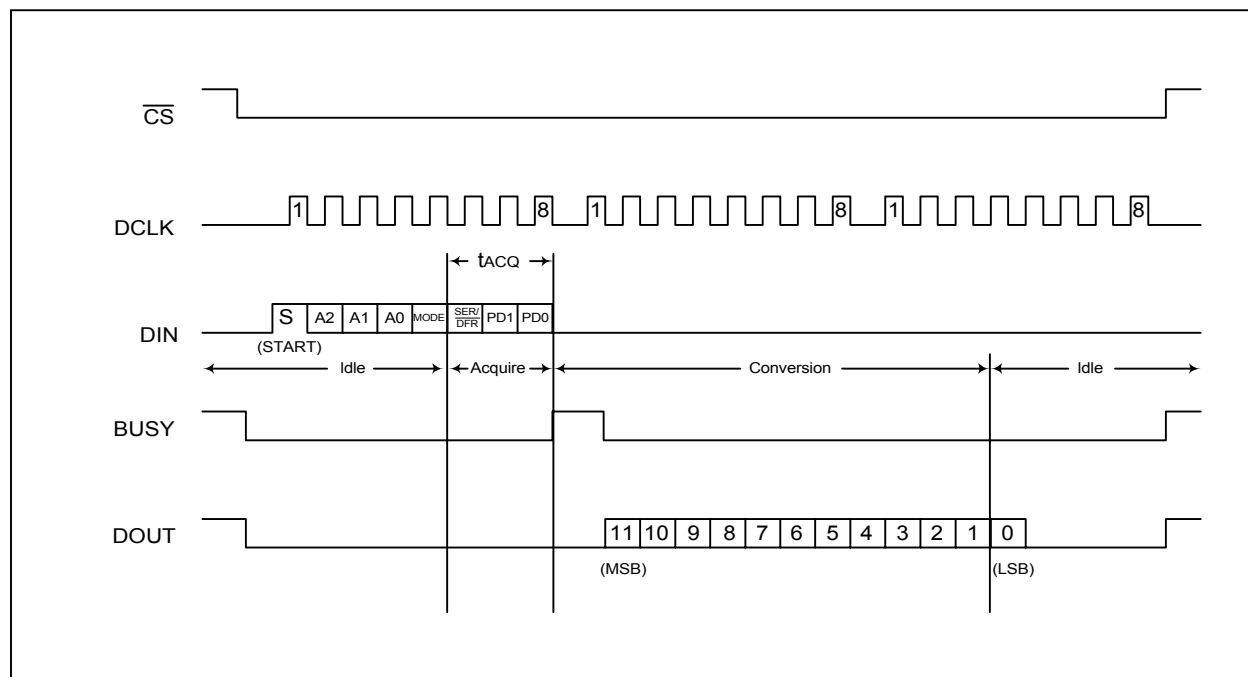 CS
DCLK
1 8 1 8 1 8
tACQ
DIN
S A2 A1 A0 MODE SER/DFR PD1 PD0
(START)
Idle Acquire Conversion Idle
BUSY
DOUT
11 10 9 8 7 6 5 4 3 2 1 0
(MSB) (LSB)